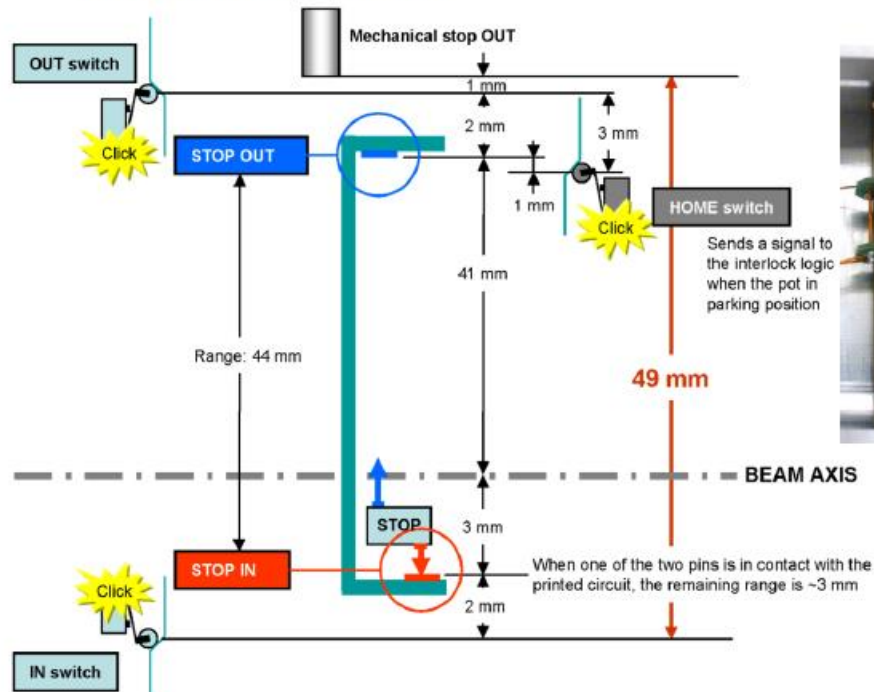 Mechanical stop OUT
OUT switch
1 mm
2 mm
3 mm
Click
STOP OUT
1 mm
HOME switch
Click
Sends a signal to
the interlock logic
when the pot in
parking position
41 mm
Range: 44 mm
49 mm
BEAM AXIS
STOP
3 mm
STOP IN
When one of the two pins is in contact with the
printed circuit, the remaining range is ~3 mm
Click
2 mm
IN switch